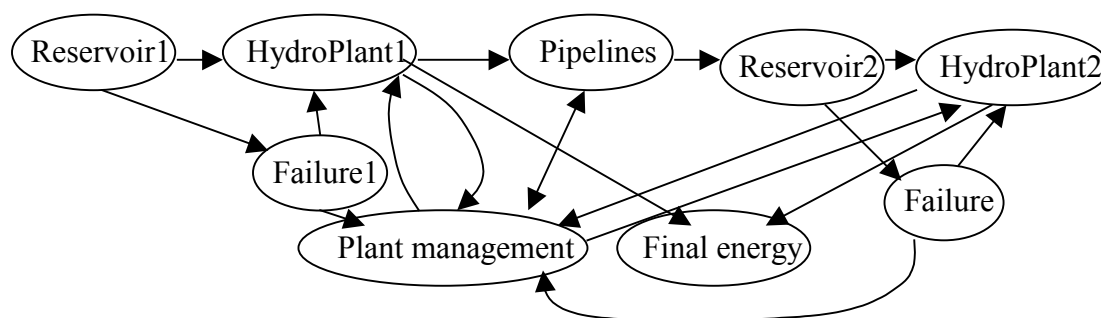 Reservoir1
HydroPlant1
Pipelines
Reservoir2
HydroPlant2
Failure1
Failure
Plant management
Final energy